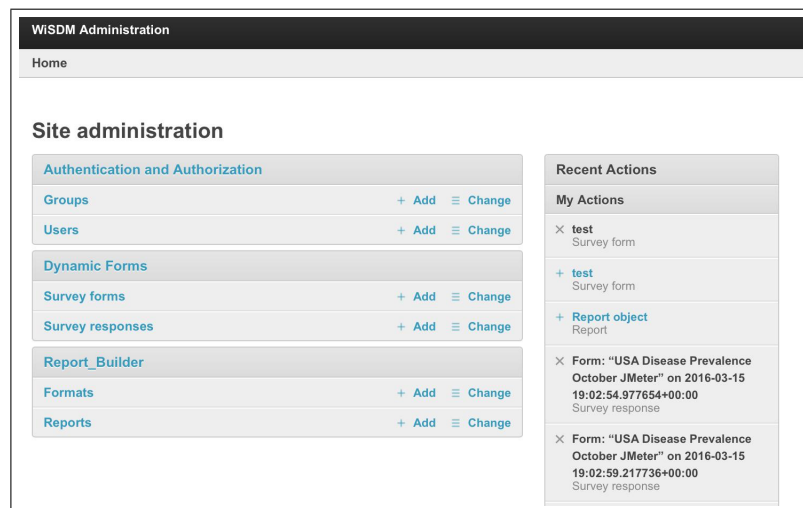 WiSDM Administration
Home
Site administration
Authentication and Authorization
Groups + Add Change
Users + Add Change
Dynamic Forms
Survey forms + Add Change
Survey responses + Add Change
Report_Builder
Formats + Add Change
Reports + Add Change
Recent Actions
My Actions
test
Survey form
+ test
Survey form
+ Report object
Report
Form: “USA Disease Prevalence
October JMeter” on 2016-03-15
19:02:54.977654+00:00
Survey response
Form: “USA Disease Prevalence
October JMeter” on 2016-03-15
19:02:59.217736+00:00
Survey response